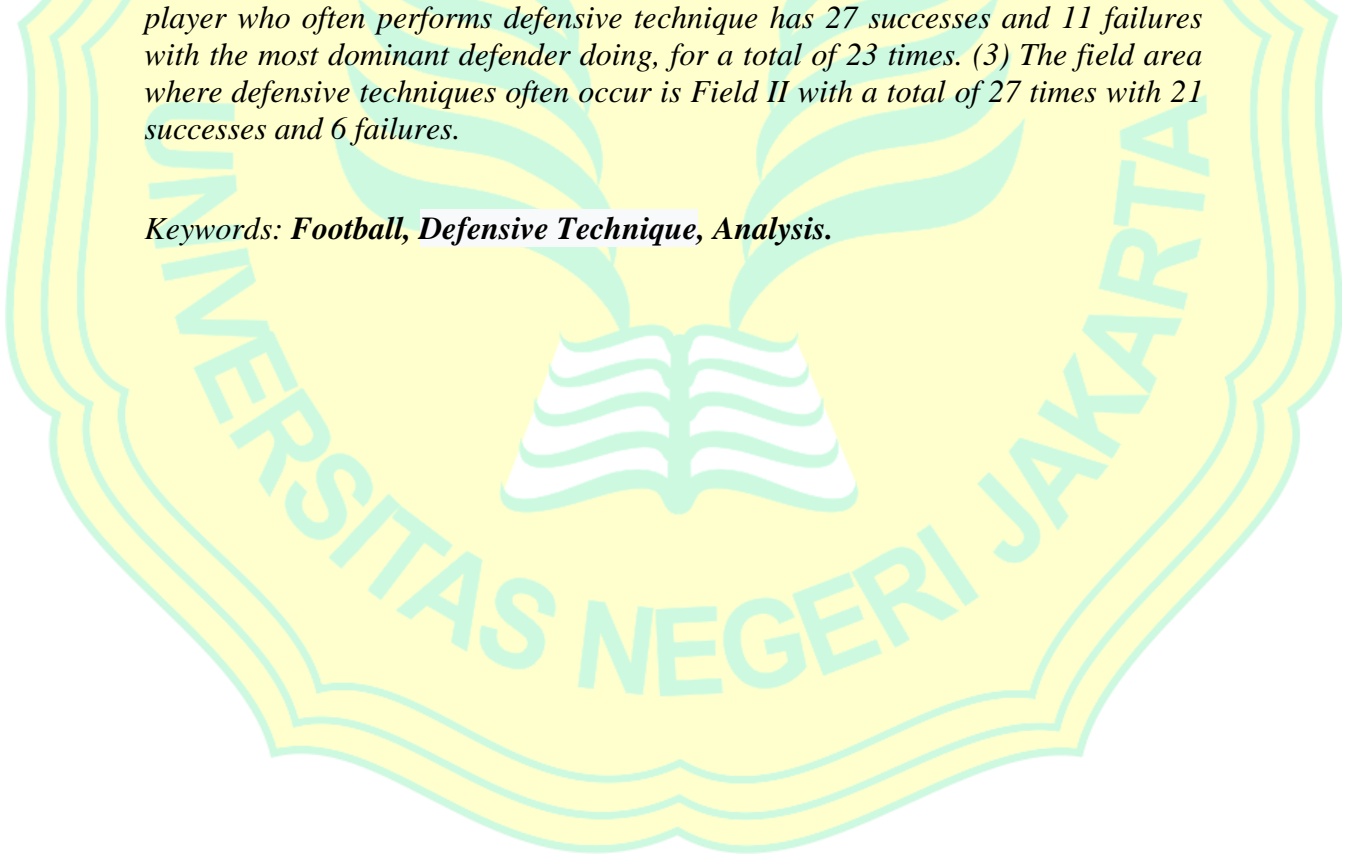 player who often performs defensive technique has 27 successes and 11 failures
with the most dominant defender doing, for a total of 23 times. (3) The field area
where defensive techniques often occur is Field II with a total of 27 times with 21
successes and 6 failures.
Keywords: Football, Defensive Technique, Analysis.
UNIVERSITAS NEGERI JAKARTA